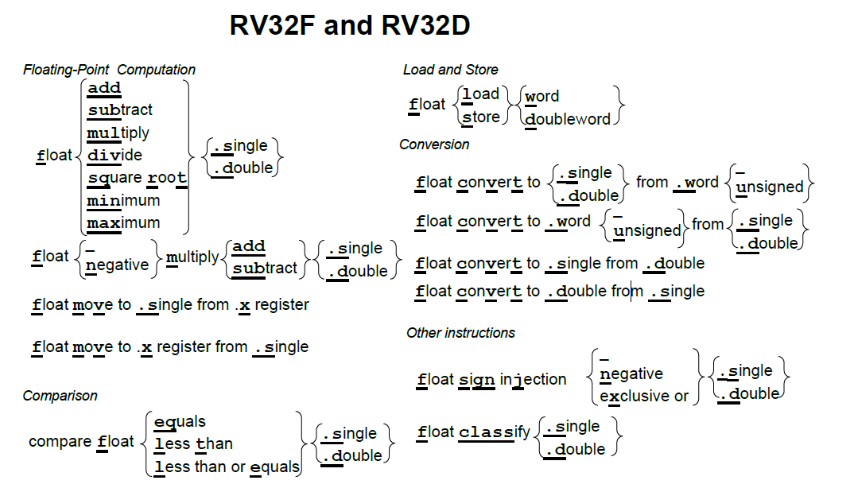 RV32F and RV32D
Floating-Point Computation
float
add
subtract
multiply
divide
square root
minimum
maximum
.single
.double
float
–
negative
multiply
add
subtract
.single
.double
float move to .single from .x register
float move to .x register from .single
Comparison
compare float
equals
less than
less than or equals
.single
.double
Load and Store
float
load
store
word
doubleword
Conversion
float convert to
.single
.double
from .word
–
unsigned
float convert to .word
–
unsigned
from
.single
.double
float convert to .single from .double
float convert to .double from .single
Other instructions
float sign injection
–
negative
exclusive or
.single
.double
float classify
.single
.double